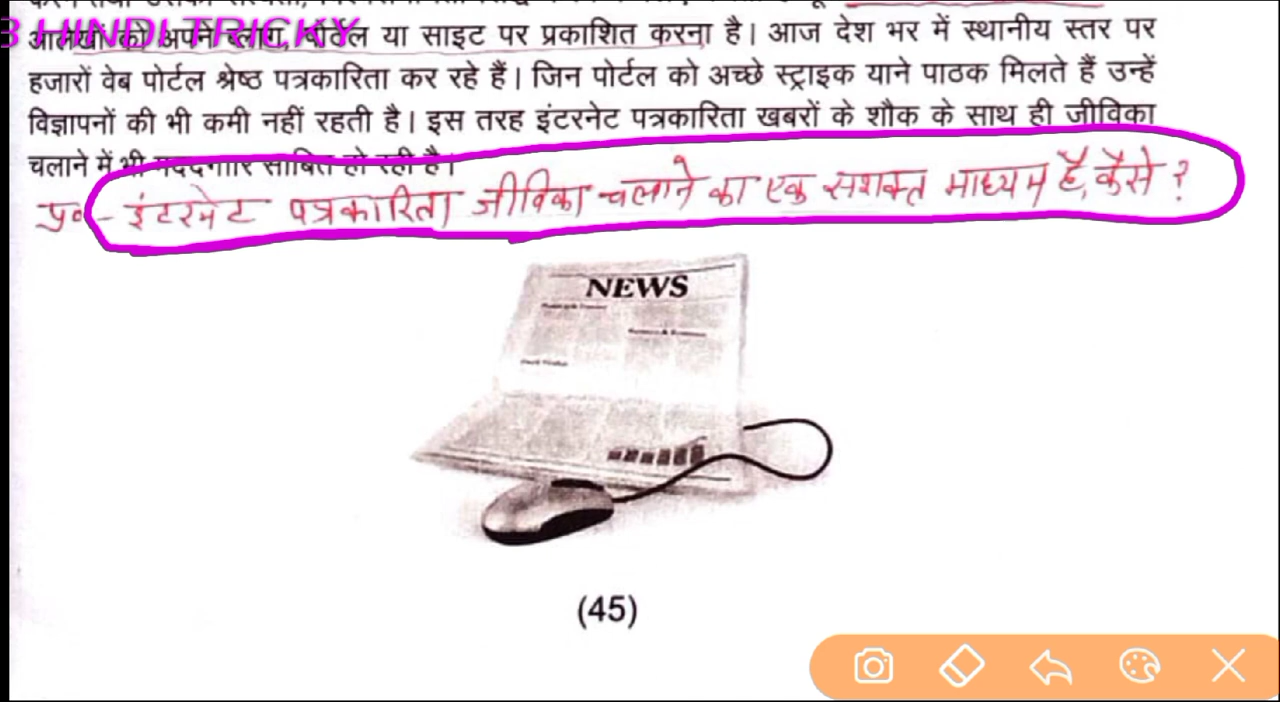 3 HINDI TRICKY
आलेखों को अपने ब्लाग, पोर्टल या साइट पर प्रकाशित करना है। आज देश भर में स्थानीय स्तर पर
हजारों वेब पोर्टल श्रेष्ठ पत्रकारिता कर रहे हैं। जिन पोर्टल को अच्छे स्ट्राइक याने पाठक मिलते हैं उन्हें
विज्ञापनों की भी कमी नहीं रहती है। इस तरह इंटरनेट पत्रकारिता खबरों के शौक के साथ ही जीविका
चलाने में भी मददगार साबित हो रही है।
प्र०- इंटरनेट पत्रकारिता जीविका चलाने का एक सशक्त माध्यम है, कैसे ?
NEWS
(45)